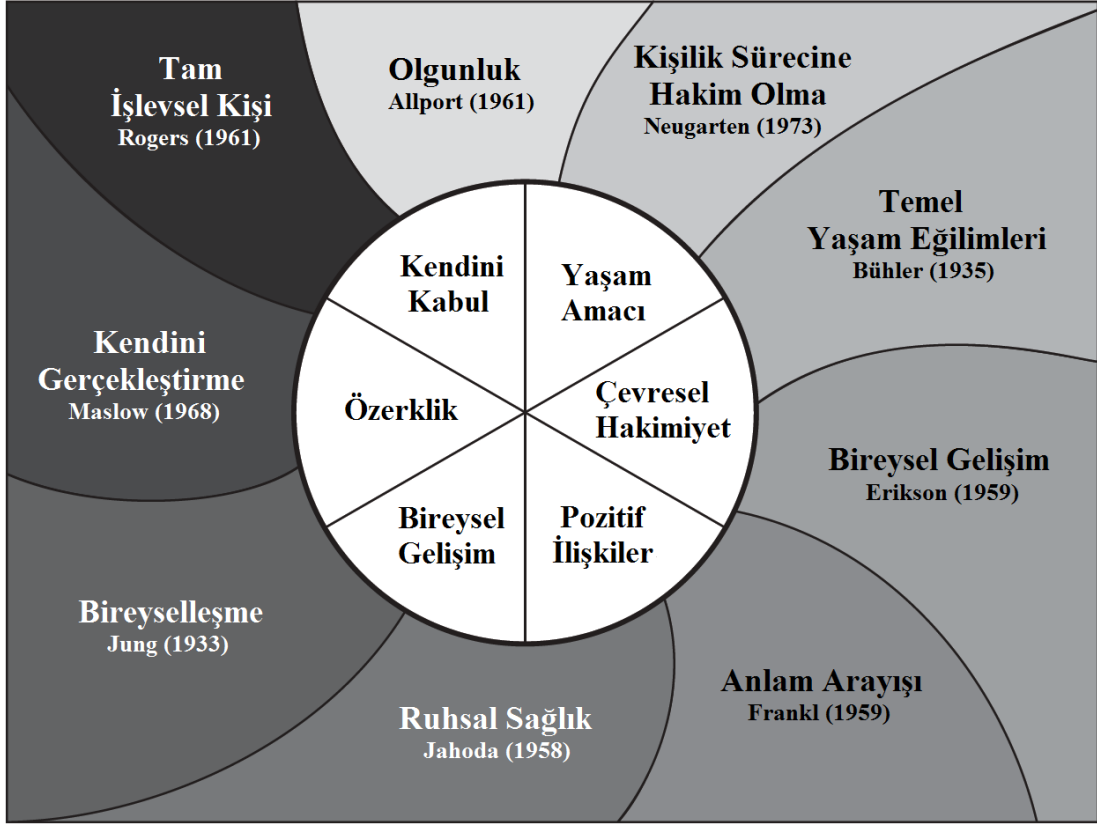 Tam
İşlevsel Kişi
Rogers (1961)
Olgunluk
Allport (1961)
Kişilik Sürecine
Hakim Olma
Neugarten (1973)
Temel
Yaşam Eğilimleri
Bühler (1935)
Bireysel Gelişim
Erikson (1959)
Anlam Arayışı
Frankl (1959)
Ruhsal Sağlık
Jahoda (1958)
Bireyselleşme
Jung (1933)
Kendini
Gerçekleştirme
Maslow (1968)
Kendini
Kabul
Yaşam
Amacı
Çevresel
Hakimiyet
Pozitif
İlişkiler
Bireysel
Gelişim
Özerklik